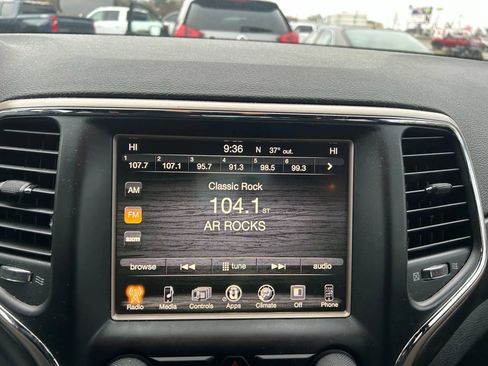 HI 9:36 N 37° out. HI
1 107.7 2 107.1 3 95.7 4 91.3 5 98.5 6 99.3
AM Classic Rock
FM 104.1 ST
sxm AR ROCKS
browse tune audio
Radio Media Controls Apps Climate Off Phone